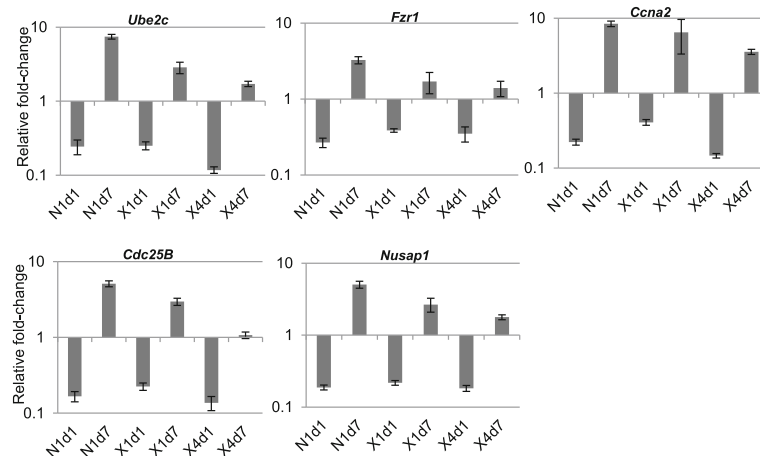 Ube2c
Fzr1
Ccna2
Relative fold-change
10
1
0.1
10
1
0.1
10
1
0.1
N1d1 N1d7 X1d1 X1d7 X4d1 X4d7
N1d1 N1d7 X1d1 X1d7 X4d1 X4d7
N1d1 N1d7 X1d1 X1d7 X4d1 X4d7
Cdc25B
Nusap1
Relative fold-change
10
1
0.1
10
1
0.1
N1d1 N1d7 X1d1 X1d7 X4d1 X4d7
N1d1 N1d7 X1d1 X1d7 X4d1 X4d7